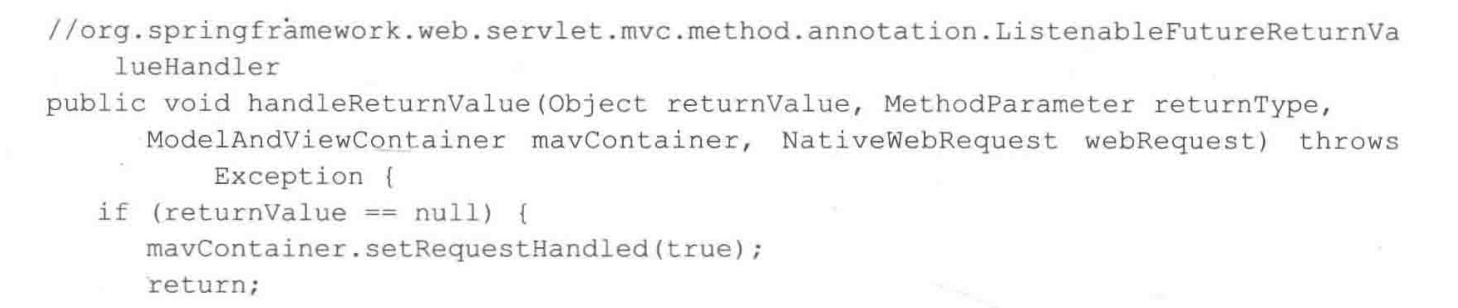 //org.springframework.web.servlet.mvc.method.annotation.ListenableFutureReturnVa
lueHandler
public void handleReturnValue(Object returnValue, MethodParameter returnType,
ModelAndViewContainer mavContainer, NativeWebRequest webRequest) throws
Exception {
if (returnValue == null) {
mavContainer.setRequestHandled(true);
return;